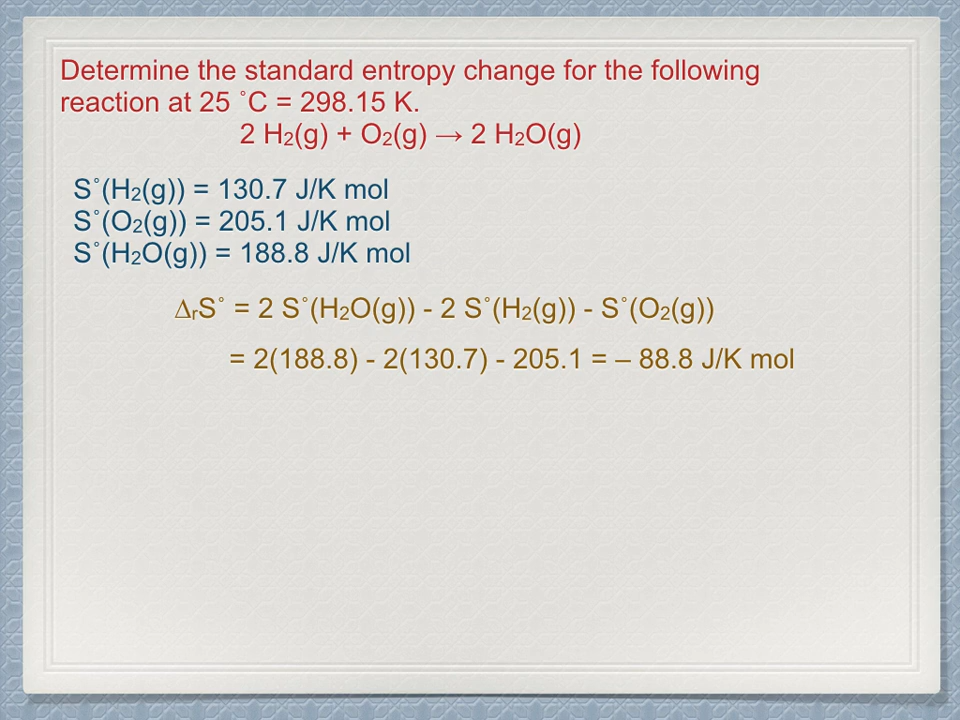 Determine the standard entropy change for the following
reaction at 25 ˚C = 298.15 K.
2 H2(g) + O2(g) → 2 H2O(g)
S˚(H2(g)) = 130.7 J/K mol
S˚(O2(g)) = 205.1 J/K mol
S˚(H2O(g)) = 188.8 J/K mol
ΔrS˚ = 2 S˚(H2O(g)) - 2 S˚(H2(g)) - S˚(O2(g))
= 2(188.8) - 2(130.7) - 205.1 = – 88.8 J/K mol